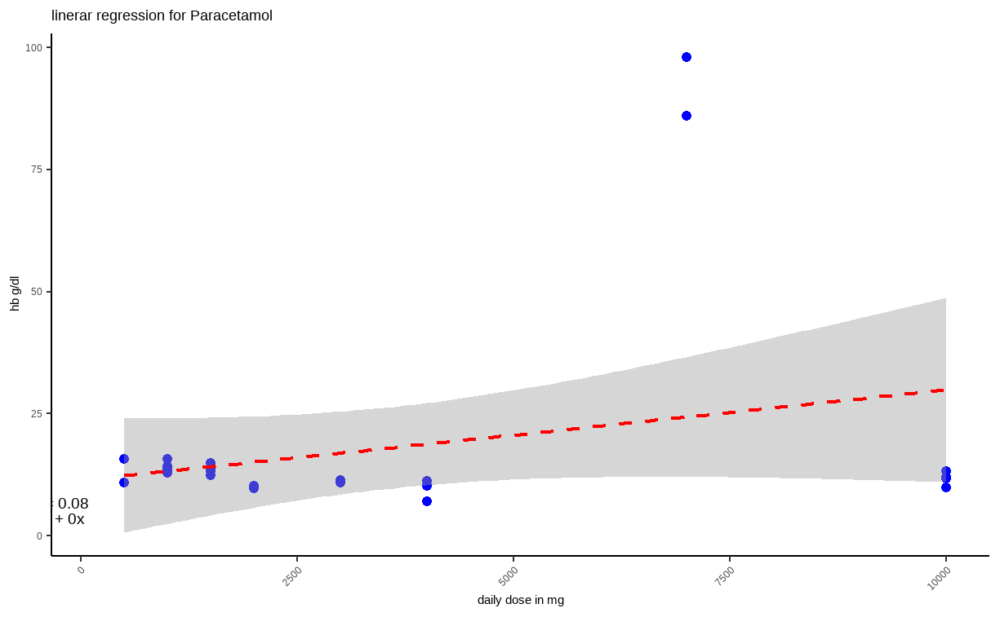 linerar regression for Paracetamol
100
75
50
25
0
hb g/dl
= 0.08
+ 0x
0
2500
5000
7500
10000
daily dose in mg